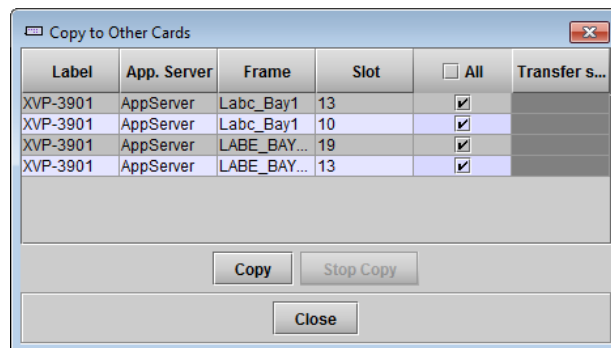 Copy to Other Cards
Label App. Server Frame Slot All Transfer s...
XVP-3901 AppServer Labc_Bay1 13
XVP-3901 AppServer Labc_Bay1 10
XVP-3901 AppServer LABE_BAY... 19
XVP-3901 AppServer LABE_BAY... 13
Copy Stop Copy
Close